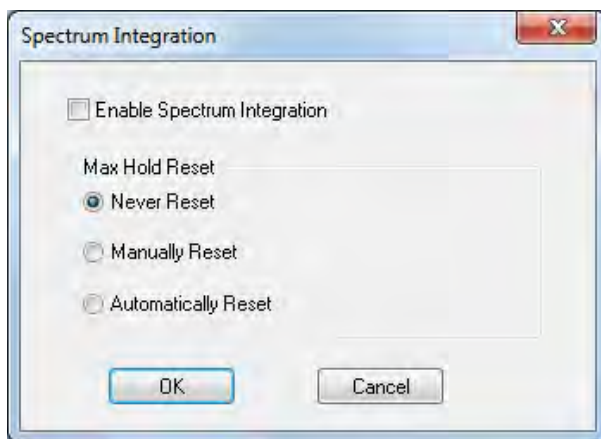 Spectrum Integration
Enable Spectrum Integration
Max Hold Reset
Never Reset
Manually Reset
Automatically Reset
OK Cancel